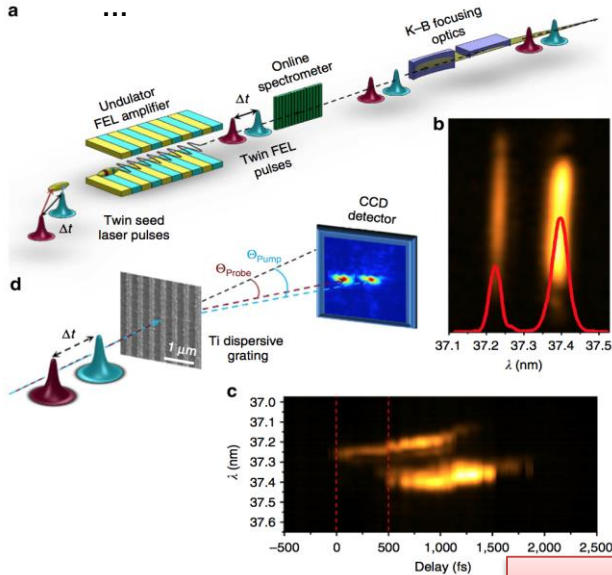 a
...
K–B focusing
optics
Online
spectrometer
Undulator
FEL amplifier
Δt
Twin FEL
pulses
Δt
Twin seed
laser pulses
b
37.1 37.2 37.3 37.4 37.5
λ (nm)
CCD
detector
d
ΘPump
ΘProbe
Δt
1 μm
Ti dispersive
grating
c
37.0
37.1
37.2
37.3
37.4
37.5
37.6
λ (nm)
−500 0 500 1,000 1,500 2,000 2,500
Delay (fs)